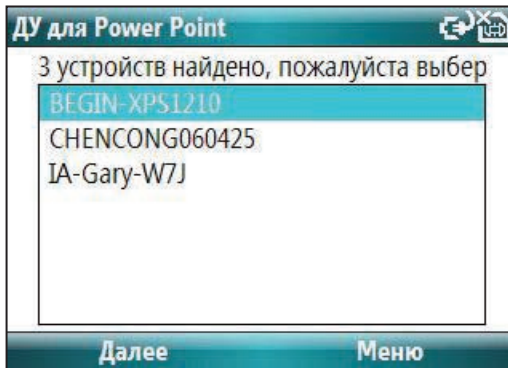 ДУ для Power Point
3 устройств найдено, пожалуйста выбер
BEGIN-XPS1210
CHENCONG060425
IA-Gary-W7J
Далее Меню